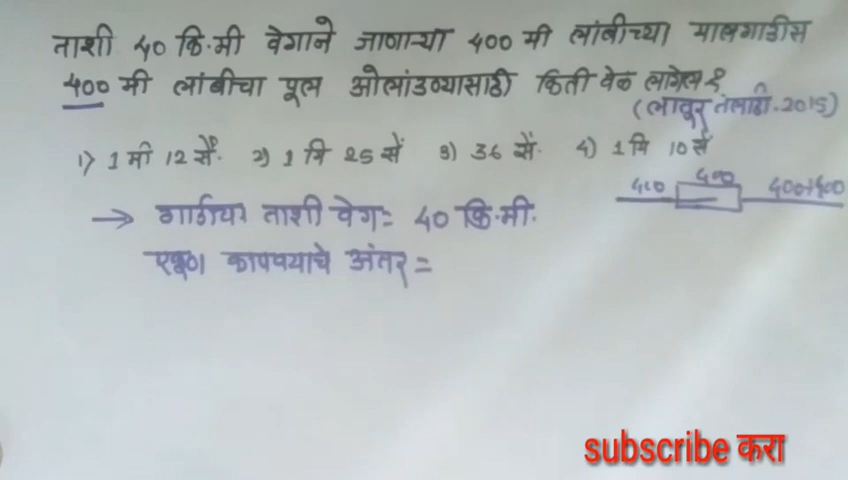 ताशी 40 कि.मी वेगाने जाणाऱ्या 400 मी लांबीच्या मालगाडीस
400 मी लांबीचा पूल ओलांडण्यासाठी किती वेळ लागेल ?
(लातूर तलाठी-2015)
1) 1 मी 12 सें. 2) 1 मि 25 सें 3) 36 सें. 4) 1 मि 10 सें
400 400 400+400
→ गाडीचा ताशी वेग = 40 कि.मी.
एकूण कापवयाचे अंतर =
subscribe करा